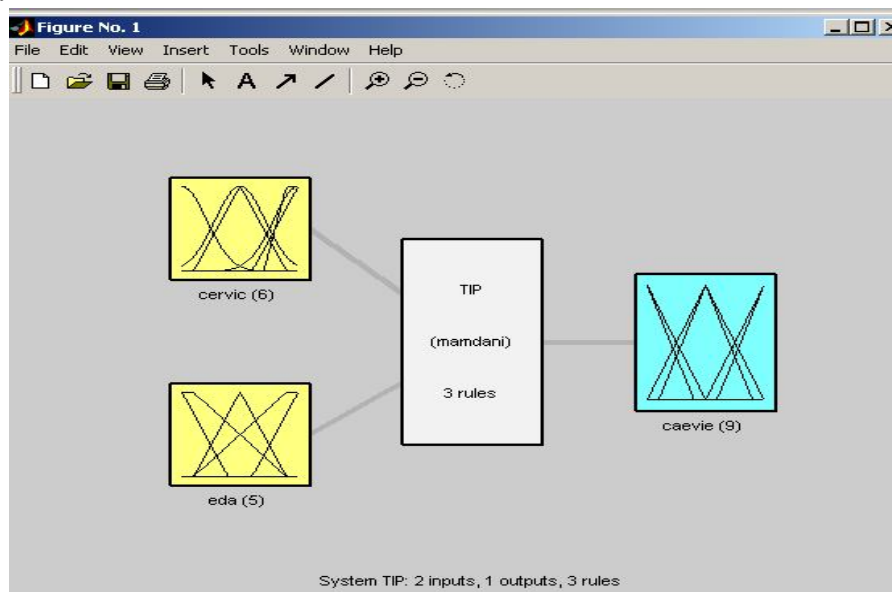 Figure No. 1
File Edit View Insert Tools Window Help
A
cervic (6)
TIP
(mamdani)
3 rules
eda (5)
caevie (9)
System TIP: 2 inputs, 1 outputs, 3 rules